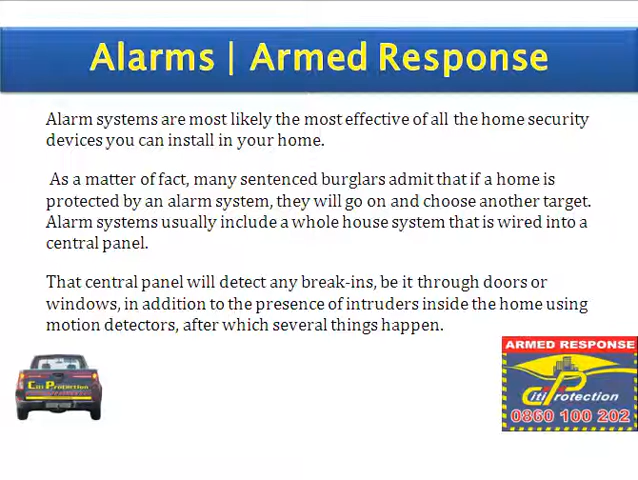 Alarms | Armed Response
Alarm systems are most likely the most effective of all the home security
devices you can install in your home.
As a matter of fact, many sentenced burglars admit that if a home is
protected by an alarm system, they will go on and choose another target.
Alarm systems usually include a whole house system that is wired into a
central panel.
That central panel will detect any break-ins, be it through doors or
windows, in addition to the presence of intruders inside the home using
motion detectors, after which several things happen.
Citi Protection
ARMED RESPONSE
Citi Protection
0860 100 202